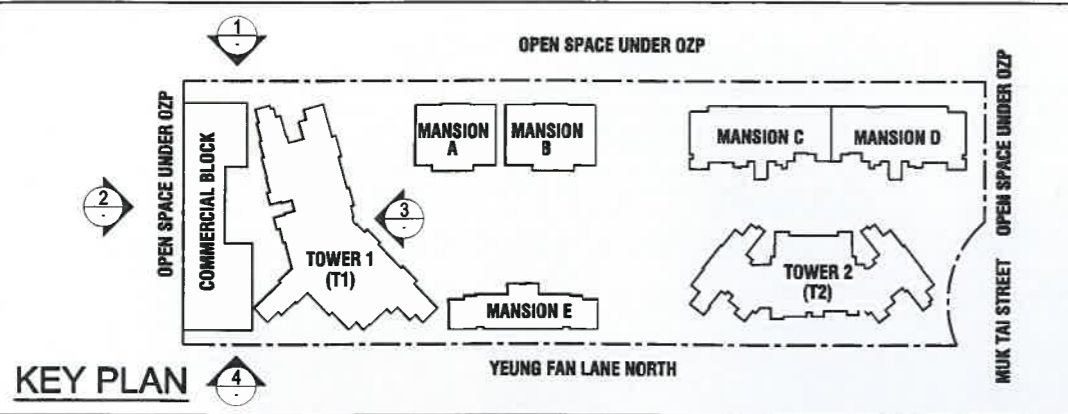 1
-
OPEN SPACE UNDER OZP
OPEN SPACE UNDER OZP
2
-
COMMERCIAL BLOCK
MANSION
A
MANSION
B
MANSION C
MANSION D
OPEN SPACE UNDER OZP
3
-
TOWER 1
(T1)
TOWER 2
(T2)
MANSION E
MUK TAI STREET
YEUNG FAN LANE NORTH
KEY PLAN
4
-